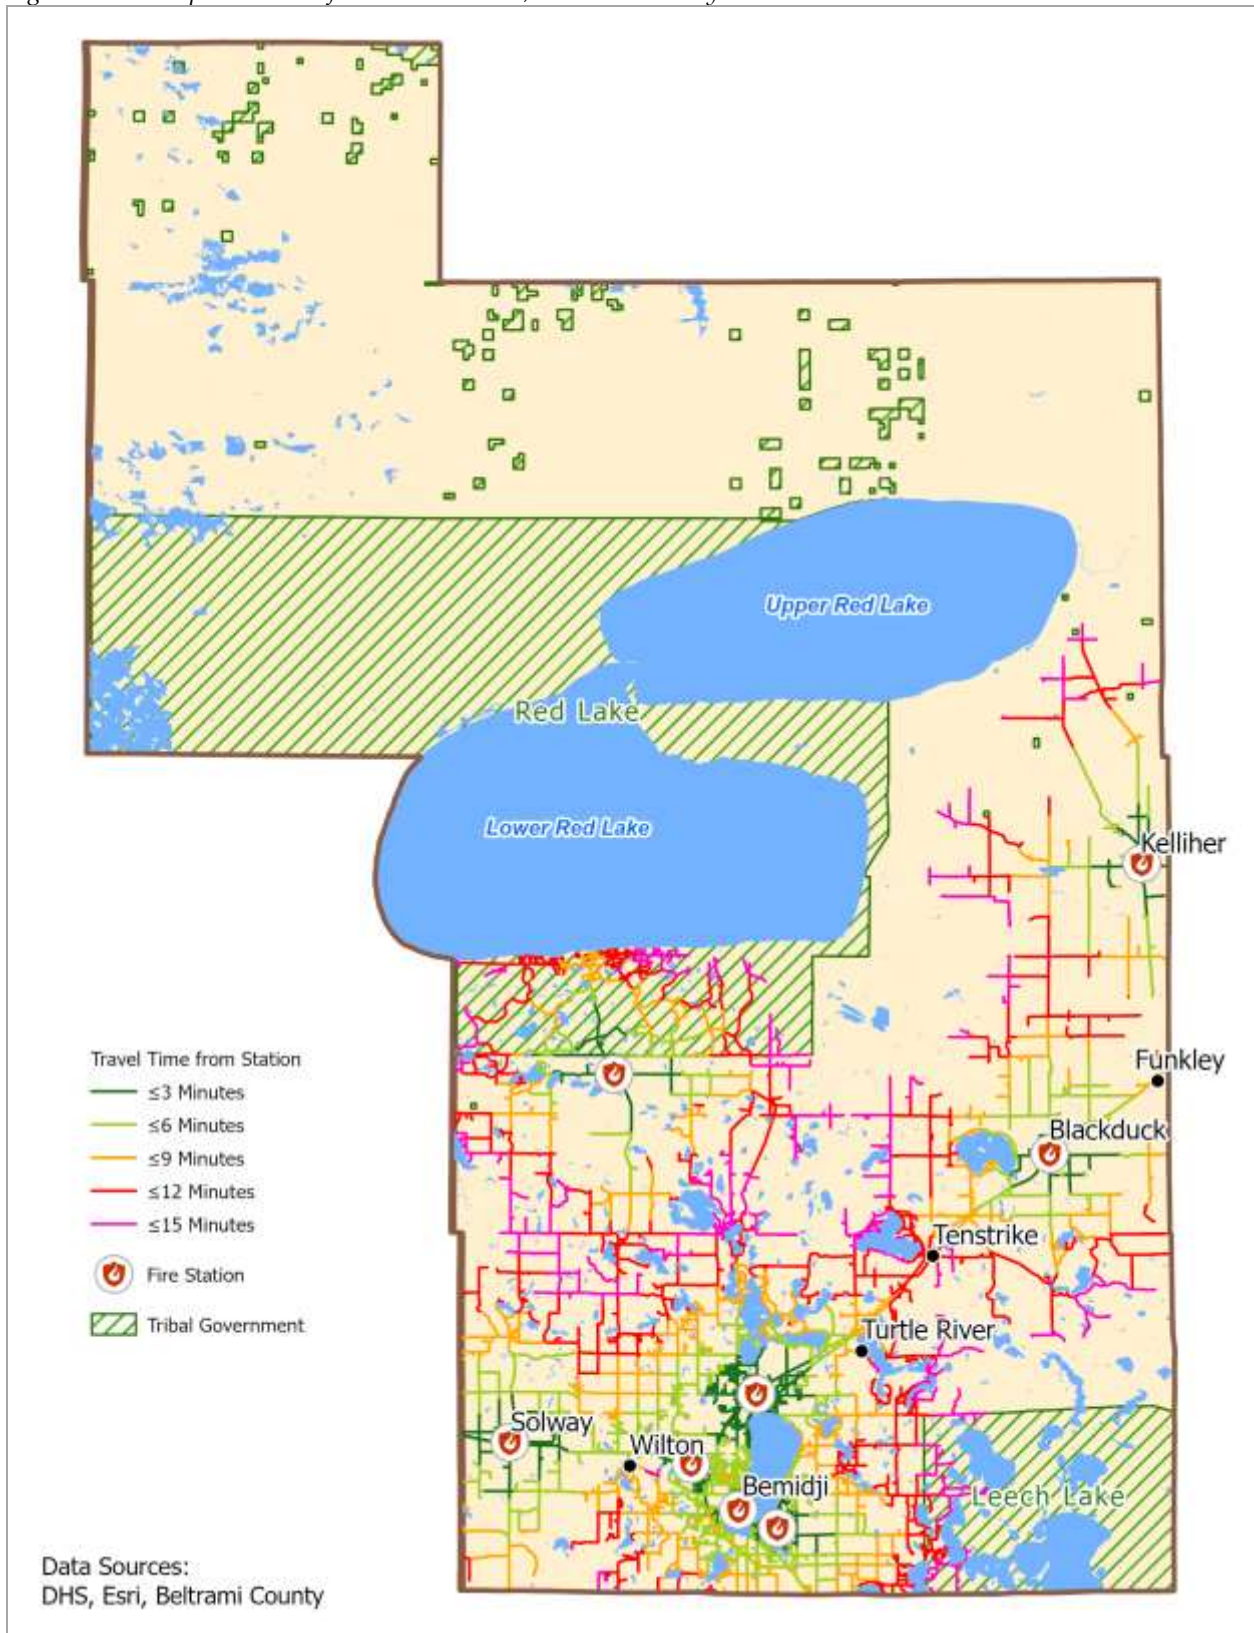 Upper Red Lake
Red Lake
Lower Red Lake
Kelliher
Travel Time from Station
≤3 Minutes
≤6 Minutes
≤9 Minutes
≤12 Minutes
≤15 Minutes
Fire Station
Tribal Government
Funkley
Blackduck
Tenstrike
Turtle River
Solway
Wilton
Bemidji
Leech Lake
Data Sources:
DHS, Esri, Beltrami County